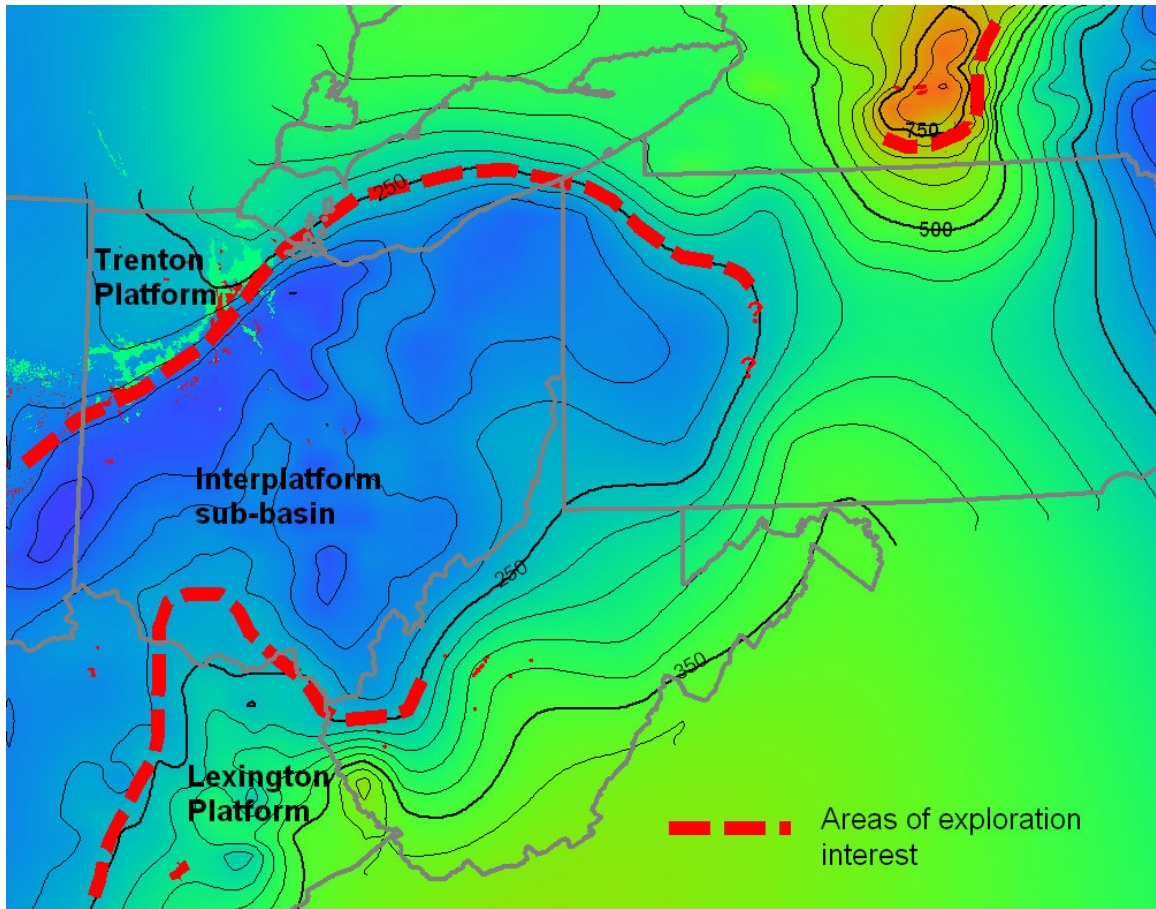 750
250
500
Trenton
Platform
?
?
Interplatform
sub-basin
250
350
Lexington
Platform
Areas of exploration
interest